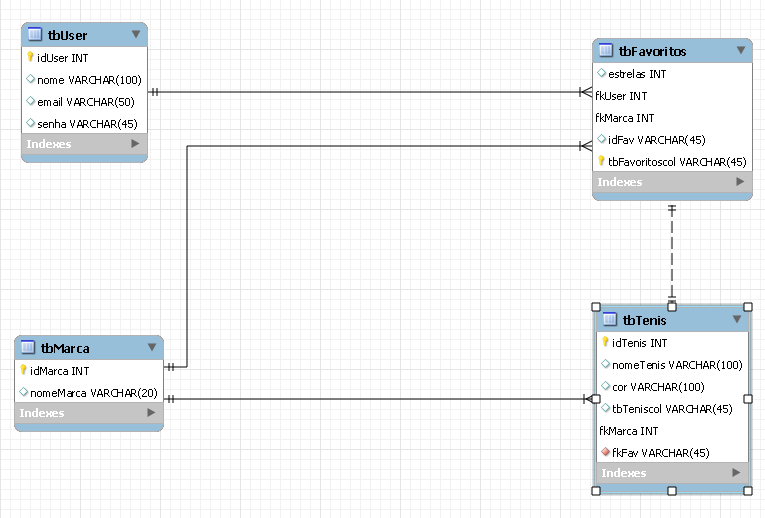 tbUser
idUser INT
nome VARCHAR(100)
email VARCHAR(50)
senha VARCHAR(45)
Indexes
tbFavoritos
estrelas INT
fkUser INT
fkMarca INT
idFav VARCHAR(45)
tbFavoritoscol VARCHAR(45)
Indexes
tbMarca
idMarca INT
nomeMarca VARCHAR(20)
Indexes
tbTenis
idTenis INT
nomeTenis VARCHAR(100)
cor VARCHAR(100)
tbTeniscol VARCHAR(45)
fkMarca INT
fkFav VARCHAR(45)
Indexes